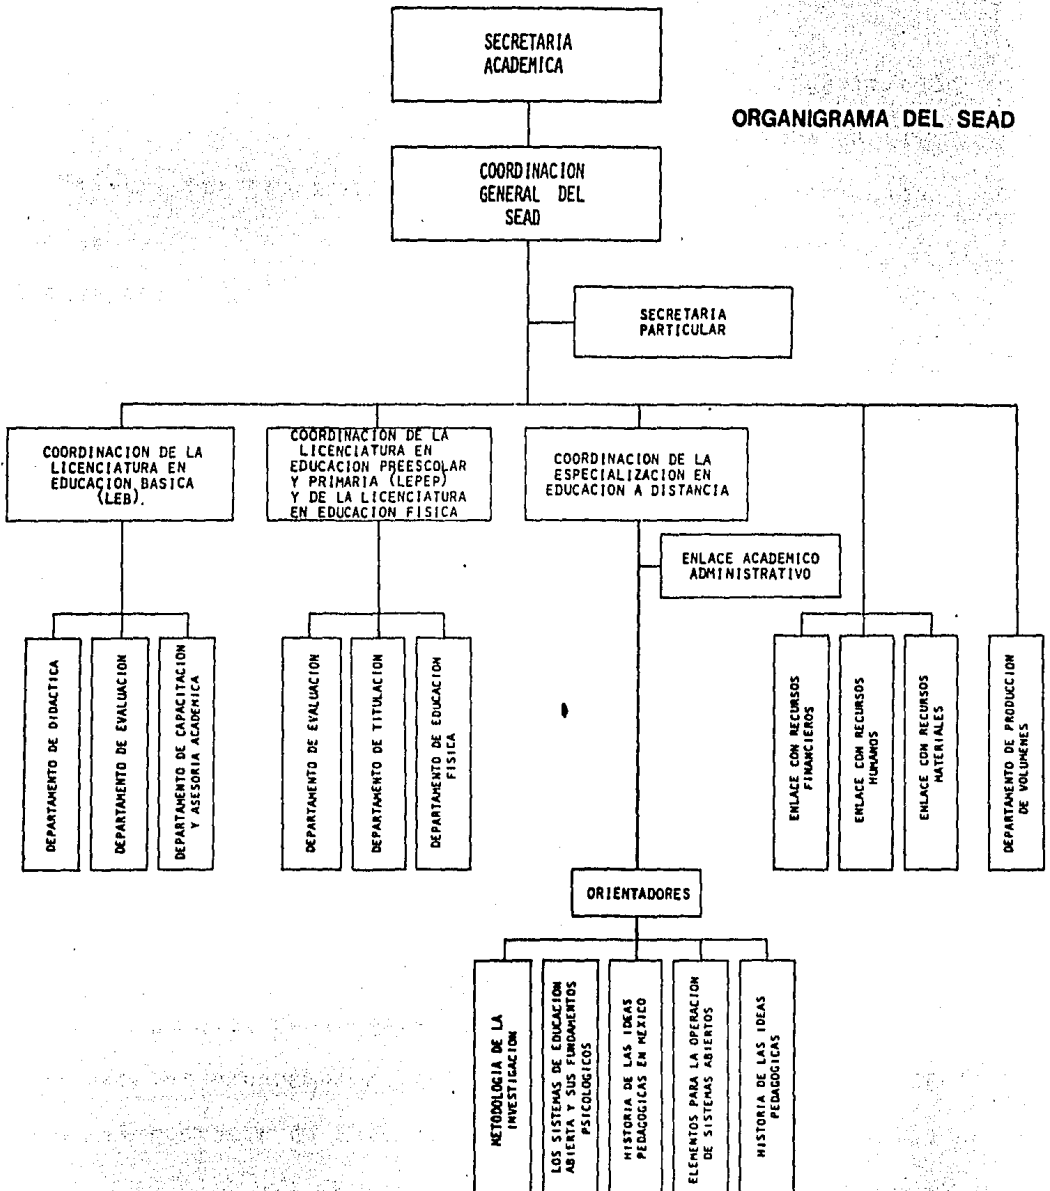 SECRETARIA
ACADEMICA
ORGANIGRAMA DEL SEAD
COORDINACION
GENERAL DEL
SEAD
SECRETARIA
PARTICULAR
COORDINACION DE LA
LICENCIATURA EN
EDUCACION BASICA
(LEB).
COORDINACION DE LA
LICENCIATURA EN
EDUCACION PREESCOLAR
Y PRIMARIA (LEPEP)
Y DE LA LICENCIATURA
EN EDUCACION FISICA
COORDINACION DE LA
ESPECIALIZACION EN
EDUCACION A DISTANCIA
ENLACE ACADEMICO
ADMINISTRATIVO
DEPARTAMENTO DE DIDACTICA
DEPARTAMENTO DE EVALUACION
DEPARTAMENTO DE CAPACITACION
Y ASESORIA ACADEMICA
DEPARTAMENTO DE EVALUACION
DEPARTAMENTO DE TITULACION
DEPARTAMENTO DE EDUCACION
FISICA
ENLACE CON RECURSOS
FINANCIEROS
ENLACE CON RECURSOS
HUMANOS
ENLACE CON RECURSOS
MATERIALES
DEPARTAMENTO DE PRODUCCION
DE VOLUMENES
ORIENTADORES
METODOLOGIA DE LA
INVESTIGACION
LOS SISTEMAS DE EDUCACION
ABIERTA Y SUS FUNDAMENTOS
PSICOLOGICOS
HISTORIA DE LAS IDEAS
PEDAGOGICAS EN MEXICO
ELEMENTOS PARA LA OPERACION
DE SISTEMAS ABIERTOS
HISTORIA DE LAS IDEAS
PEDAGOGICAS